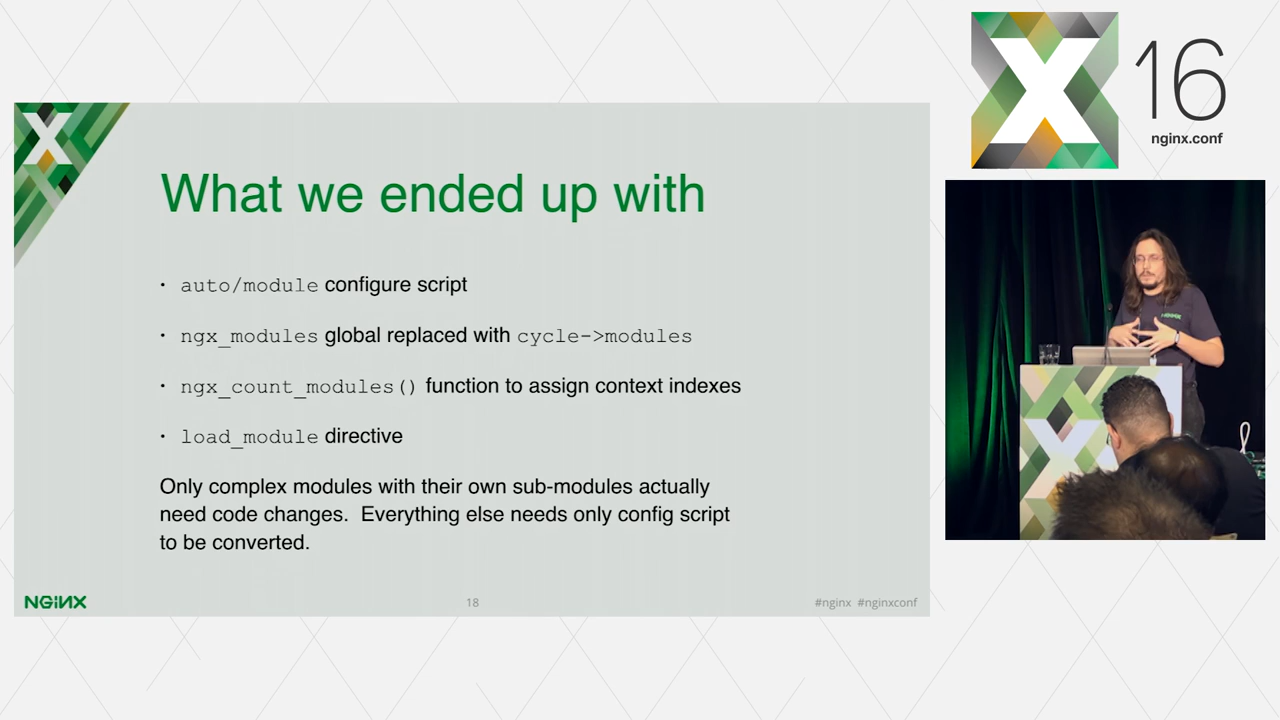 What we ended up with
• auto/module configure script
• ngx_modules global replaced with cycle->modules
• ngx_count_modules() function to assign context indexes
• load_module directive
Only complex modules with their own sub-modules actually
need code changes.  Everything else needs only config script
to be converted.
NGINX
18
#nginx #nginxconf
X 16
nginx.conf
NGINX